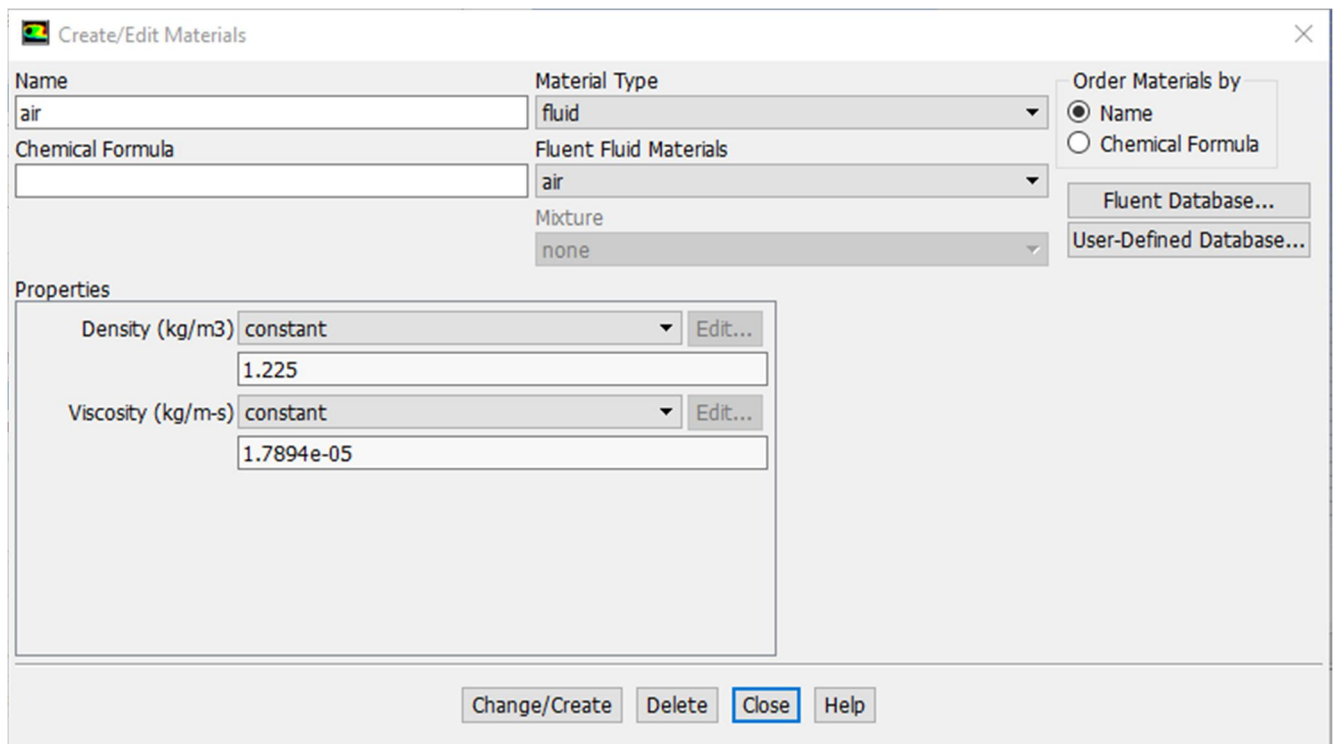 Create/Edit Materials
Name
air
Material Type
fluid
Order Materials by
Name
Chemical Formula
Chemical Formula
Fluent Fluid Materials
air
Mixture
none
Fluent Database...
User-Defined Database...
Properties
Density (kg/m3) constant Edit...
1.225
Viscosity (kg/m-s) constant Edit...
1.7894e-05
Change/Create Delete Close Help